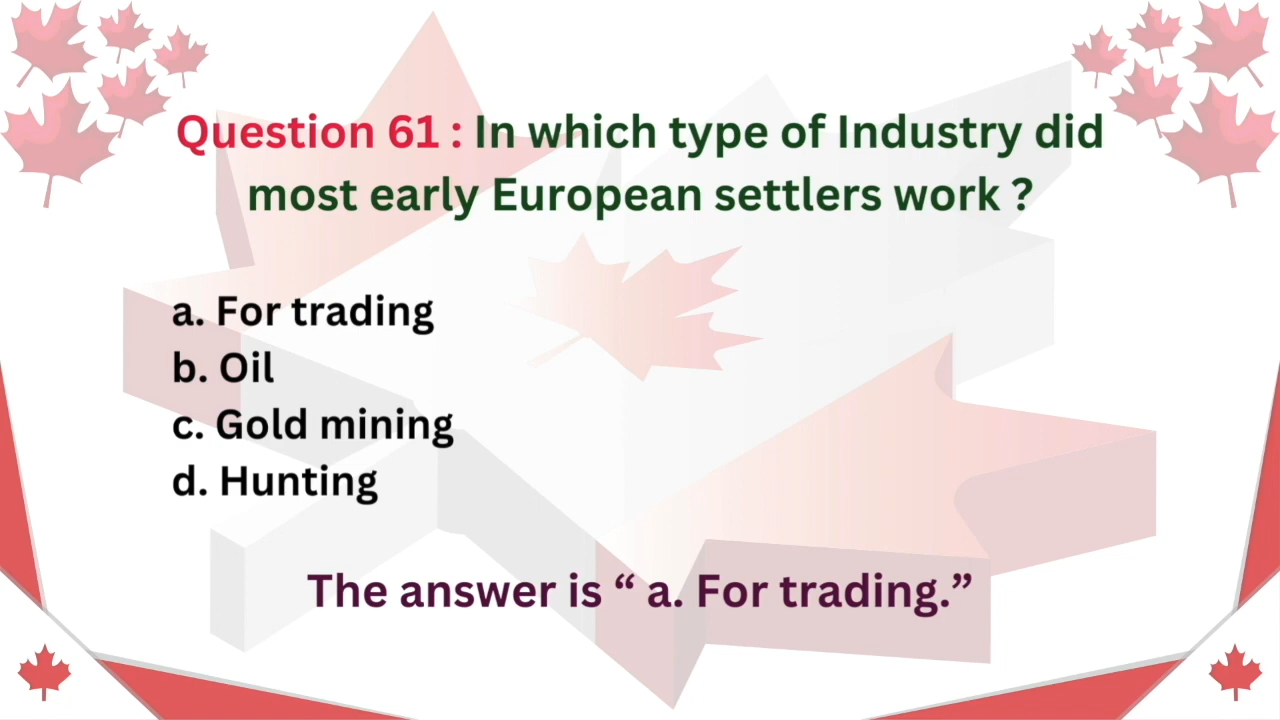 Question 61 : In which type of Industry did
most early European settlers work ?
a. For trading
b. Oil
c. Gold mining
d. Hunting
The answer is “ a. For trading.”